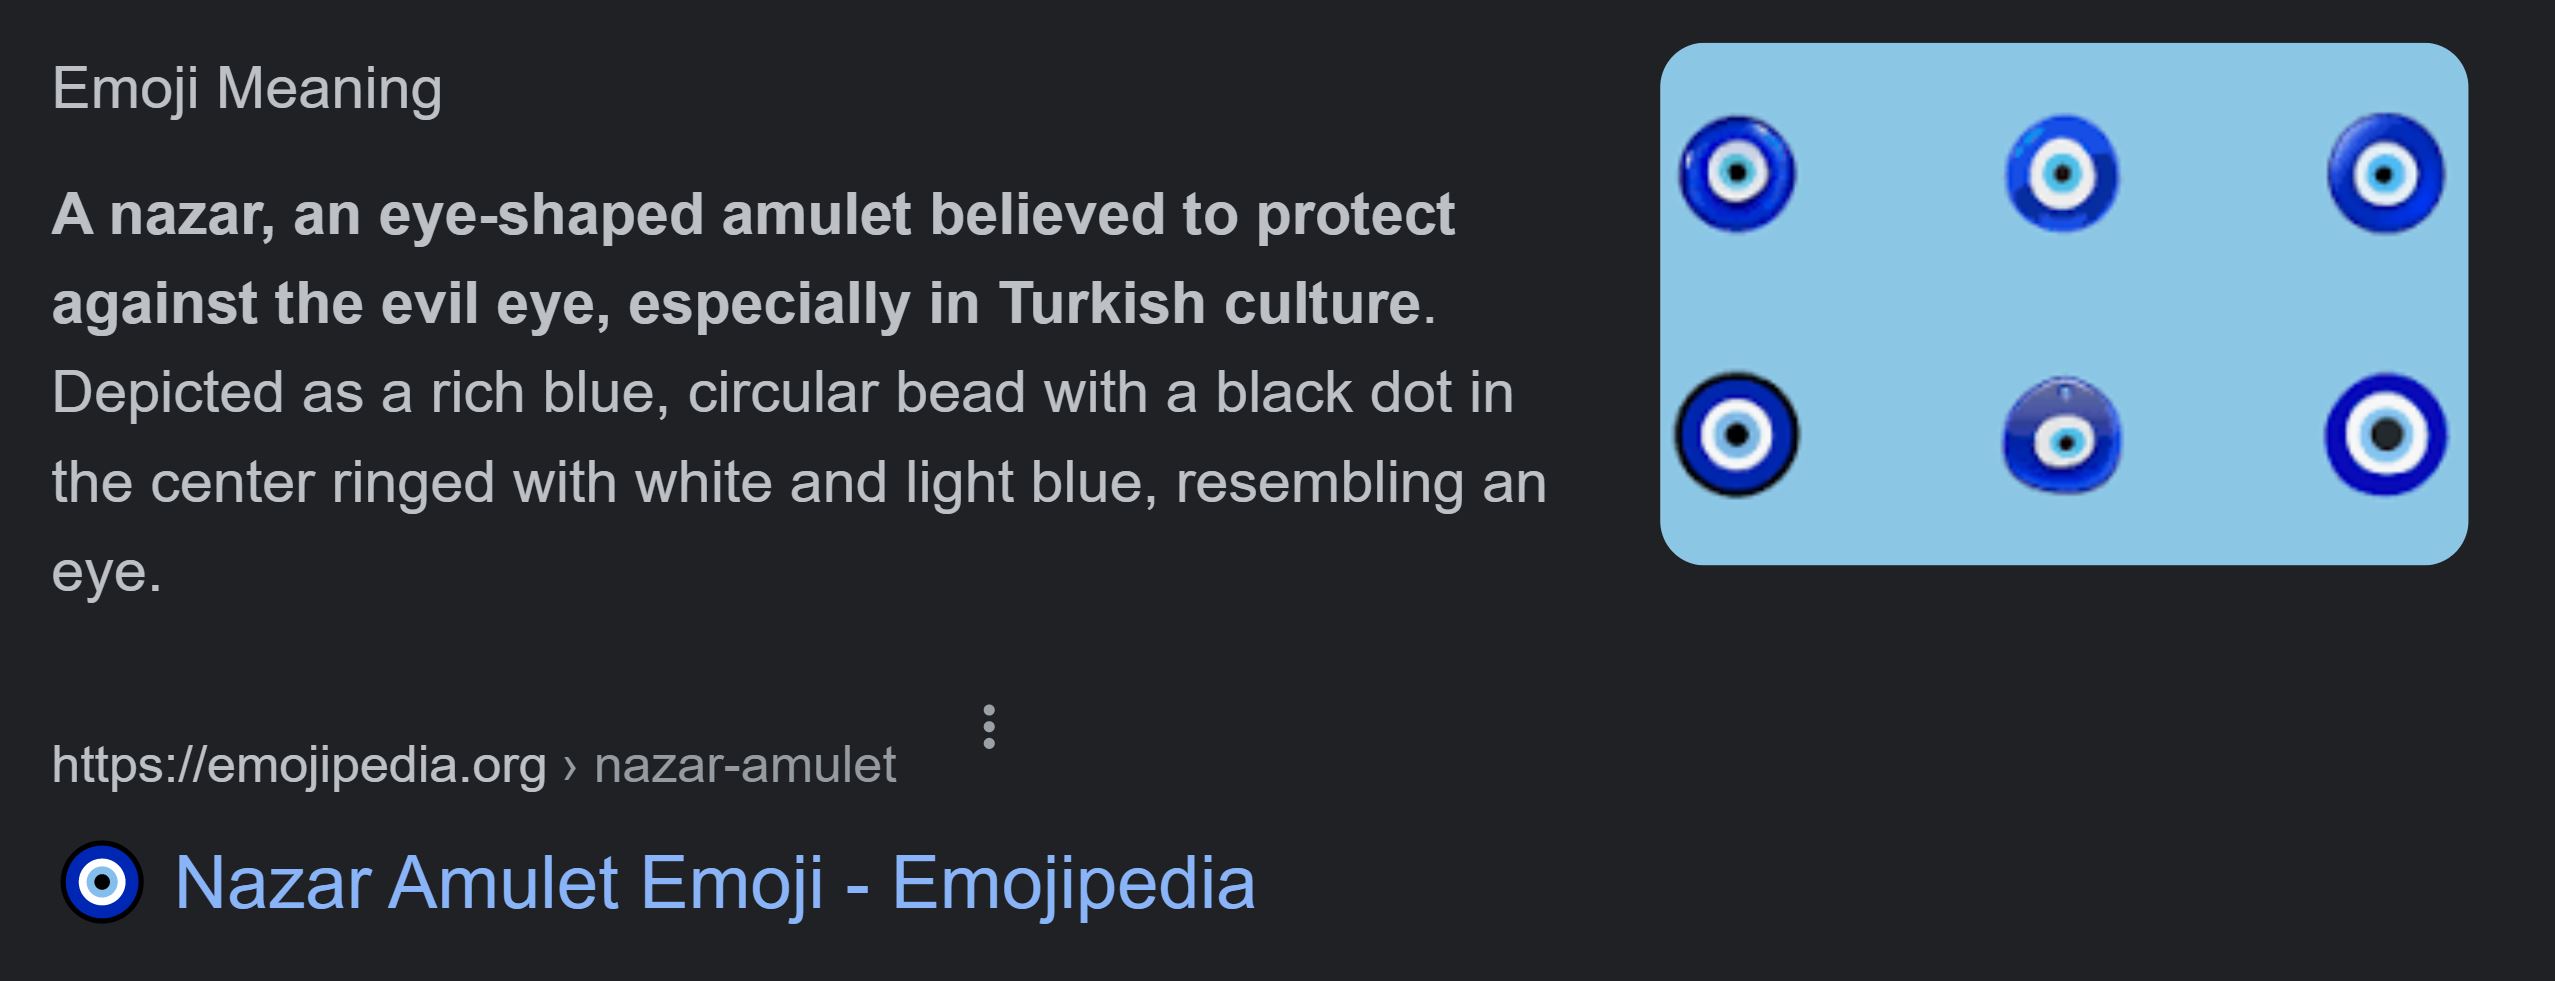 Emoji Meaning
A nazar, an eye-shaped amulet believed to protect
against the evil eye, especially in Turkish culture.
Depicted as a rich blue, circular bead with a black dot in
the center ringed with white and light blue, resembling an
eye.
https://emojipedia.org › nazar-amulet
Nazar Amulet Emoji - Emojipedia